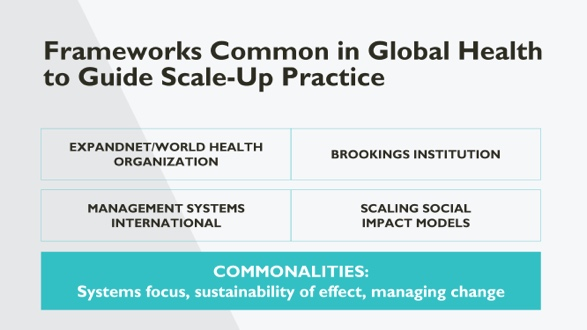 Frameworks Common in Global Health
to Guide Scale-Up Practice
EXPANDNET/WORLD HEALTH
ORGANIZATION
BROOKINGS INSTITUTION
MANAGEMENT SYSTEMS
INTERNATIONAL
SCALING SOCIAL
IMPACT MODELS
COMMONALITIES:
Systems focus, sustainability of effect, managing change